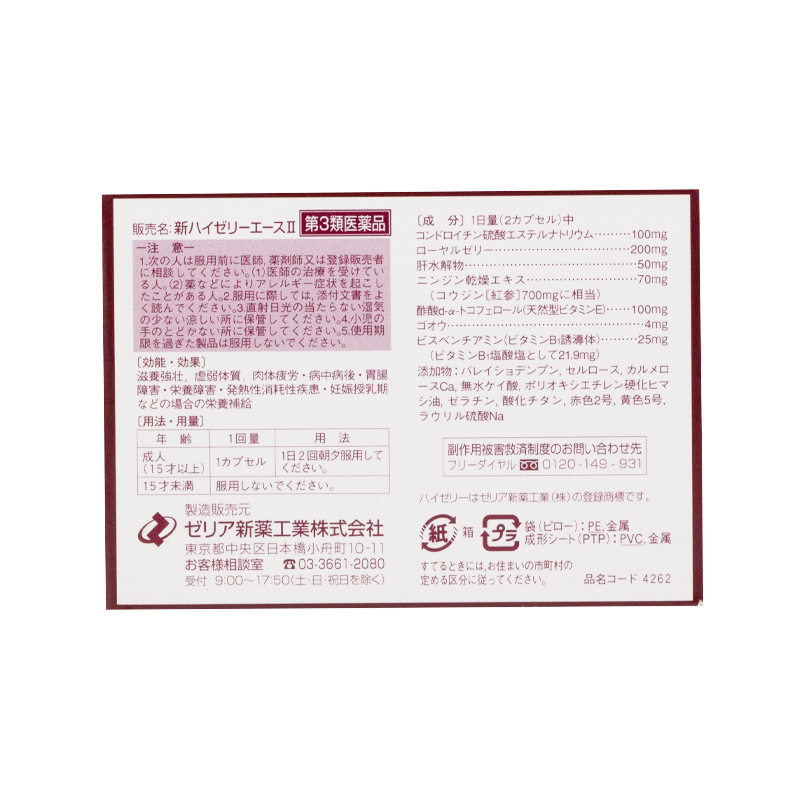 販売名:新ハイゼリーエースⅡ 第3類医薬品
ー注　意ー
1.次の人は服用前に医師、薬剤師又は登録販売者
に相談してください。(1)医師の治療を受けてい
る人。(2)薬などによりアレルギー症状を起こし
たことがある人。2.服用に際しては、添付文書をよ
く読んでください。3.直射日光の当たらない湿気
の少ない涼しい所に保管してください。4.小児の
手のとどかない所に保管してください。5.使用期
限を過ぎた製品は服用しないでください。
〔効能・効果〕
滋養強壮、虚弱体質、肉体疲労・病中病後・胃腸
障害・栄養障害・発熱性消耗性疾患・妊娠授乳期
などの場合の栄養補給
〔用法・用量〕
年　齢　1回量　用　法
成人
(15才以上)　1カプセル　1日2回朝夕服用して
ください。
15才未満　服用しないでください。
製造販売元
ゼリア新薬工業株式会社
東京都中央区日本橋小舟町10-11
お客様相談室　☎03-3661-2080
受付　9:00〜17:50(土・日・祝日を除く)
〔成　分〕1日量(2カプセル)中
コンドロイチン硫酸エステルナトリウム………100mg
ローヤルゼリー………200mg
肝水解物………50mg
ニンジン乾燥エキス………70mg
(コウジン〔紅参〕700mgに相当)
酢酸d-α-トコフェロール(天然型ビタミンE)………100mg
ゴオウ………4mg
ビスベンチアミン(ビタミンB₁誘導体)………25mg
(ビタミンB₁塩酸塩として21.9mg)
添加物:バレイショデンプン、セルロース、カルメロ
ースCa、無水ケイ酸、ポリオキシエチレン硬化ヒマ
シ油、ゼラチン、酸化チタン、赤色2号、黄色5号、
ラウリル硫酸Na
副作用被害救済制度のお問い合わせ先
フリーダイヤル 0120-149-931
ハイゼリーはゼリア新薬工業(株)の登録商標です。
紙　箱　プラ　袋(ピロー):PE,金属
成形シート(PTP):PVC,金属
すてるときには、お住まいの市町村の
定める区分に従ってください。　品名コード 4262